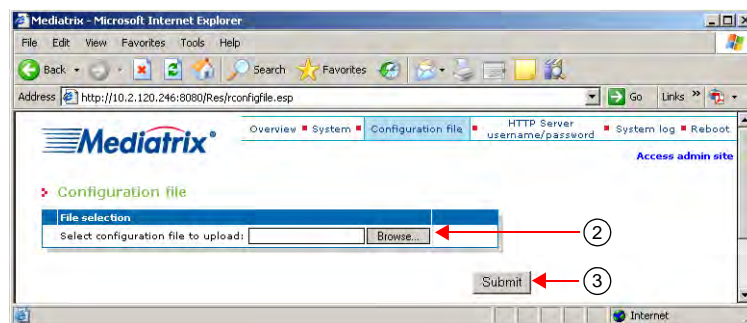 Mediatrix - Microsoft Internet Explorer
File Edit View Favorites Tools Help
Back Search Favorites
Address http://10.2.120.246:8080/Res/rconfigfile.esp Go Links »
Mediatrix®
Overview System Configuration file HTTP Server username/password System log Reboot
Access admin site
Configuration file
File selection
Select configuration file to upload: Browse... 2
Submit 3
Internet